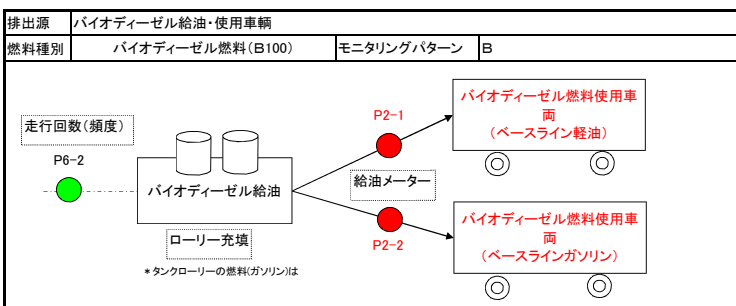 排出源 バイオディーゼル給油・使用車輌
燃料種別 バイオディーゼル燃料(B100) モニタリングパターン B
走行回数(頻度)
P6-2
バイオディーゼル給油
ローリー充填
*タンクローリーの燃料(ガソリン)は
P2-1
給油メーター
P2-2
バイオディーゼル燃料使用車
両
(ベースライン軽油)
バイオディーゼル燃料使用車
両
(ベースラインガソリン)